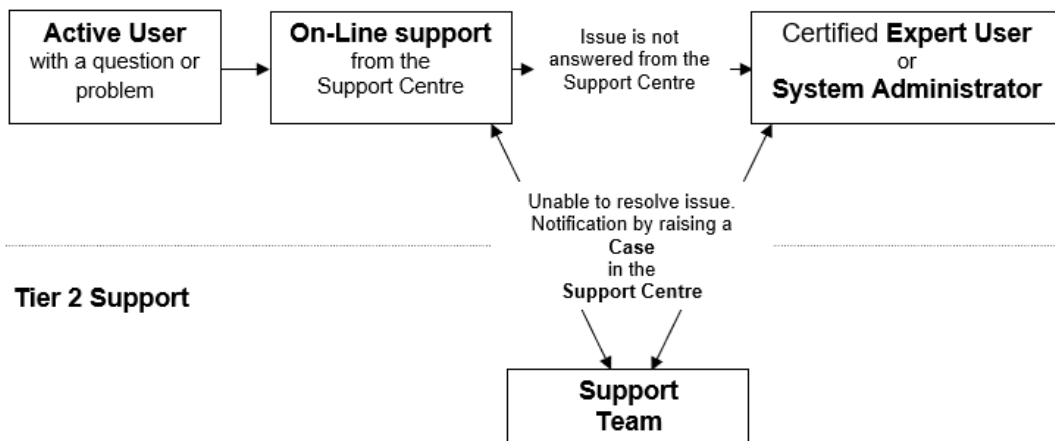 Active User
with a question or
problem
On-Line support
from the
Support Centre
Issue is not
answered from the
Support Centre
Certified Expert User
or
System Administrator
Unable to resolve issue.
Notification by raising a
Case
in the
Support Centre
Tier 2 Support
Support
Team